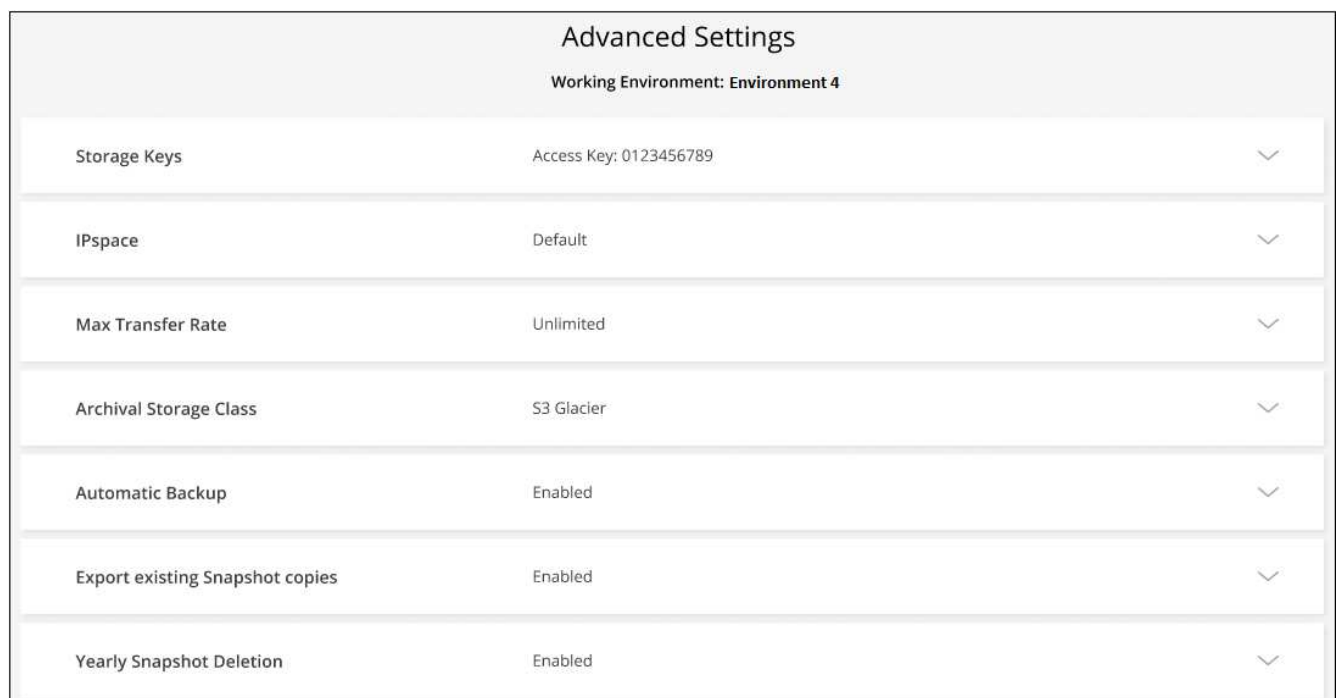 Advanced Settings
Working Environment: Environment 4
Storage Keys Access Key: 0123456789
IPspace Default
Max Transfer Rate Unlimited
Archival Storage Class S3 Glacier
Automatic Backup Enabled
Export existing Snapshot copies Enabled
Yearly Snapshot Deletion Enabled